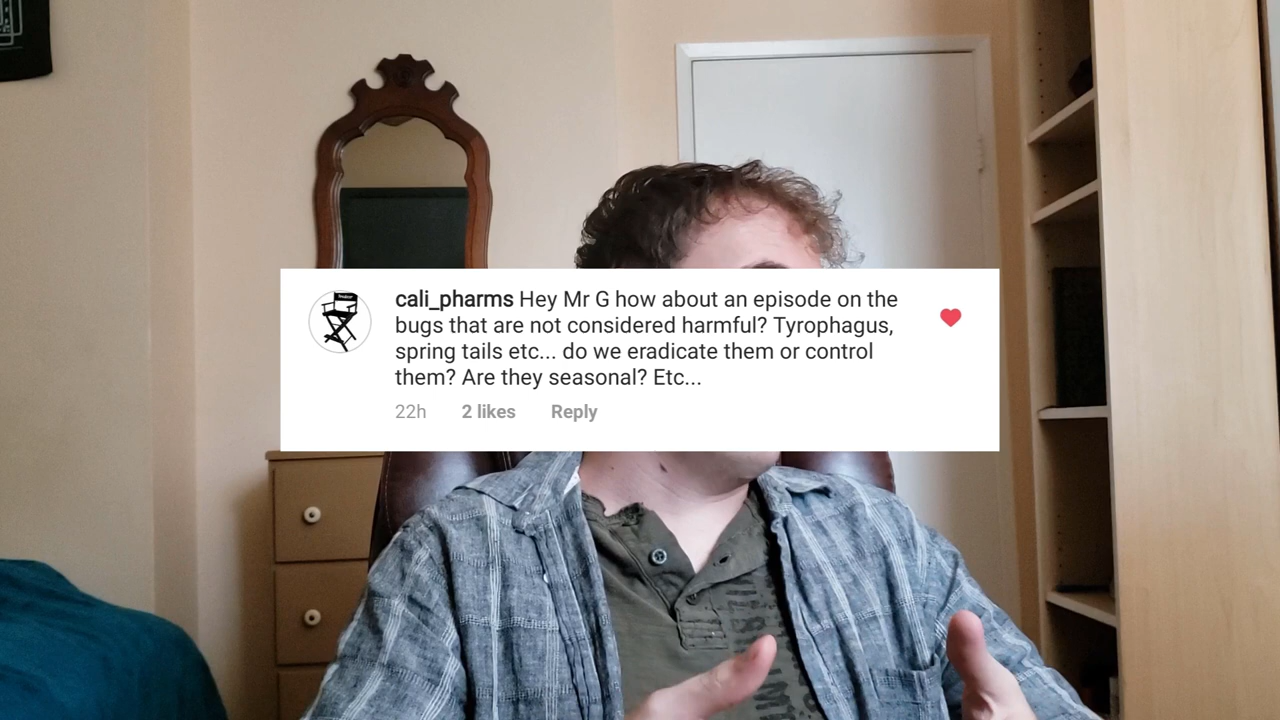 cali_pharms Hey Mr G how about an episode on the
bugs that are not considered harmful? Tyrophagus,
spring tails etc... do we eradicate them or control
them? Are they seasonal? Etc...
22h 2 likes Reply